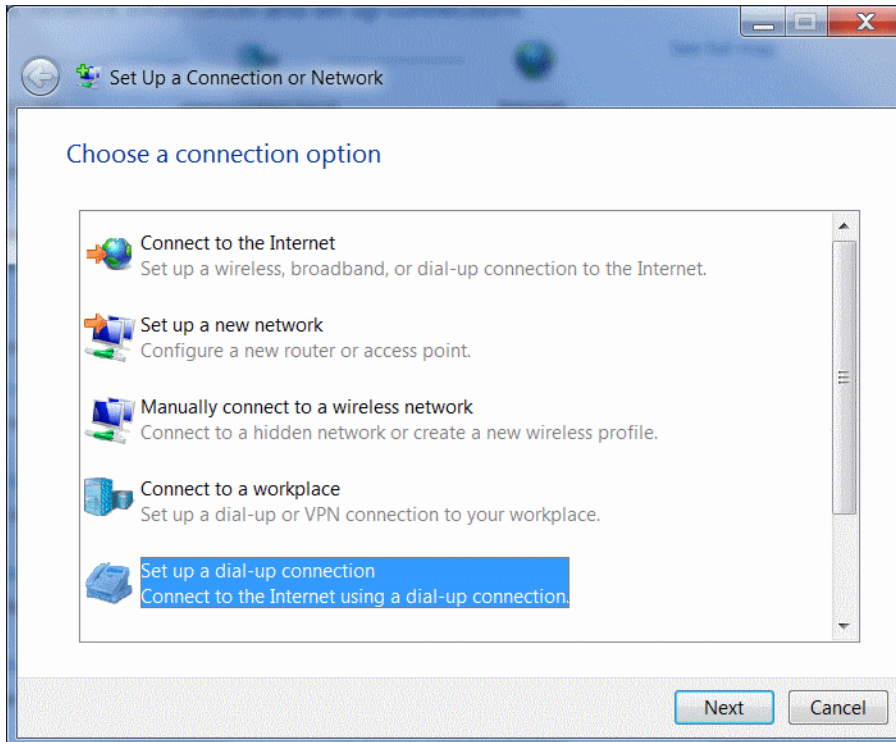 Set Up a Connection or Network
Choose a connection option
Connect to the Internet
Set up a wireless, broadband, or dial-up connection to the Internet.
Set up a new network
Configure a new router or access point.
Manually connect to a wireless network
Connect to a hidden network or create a new wireless profile.
Connect to a workplace
Set up a dial-up or VPN connection to your workplace.
Set up a dial-up connection
Connect to the Internet using a dial-up connection.
Next
Cancel